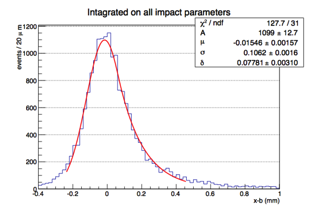 Intagrated on all impact parameters
χ² / ndf 127.7 / 31
A 1099 ± 12.7
μ -0.01546 ± 0.00157
σ 0.1062 ± 0.0016
δ 0.07781 ± 0.00310
events / 20 μ m
1200
1000
800
600
400
200
0
-0.4 -0.2 0 0.2 0.4 0.6 0.8 1
x-b (mm)